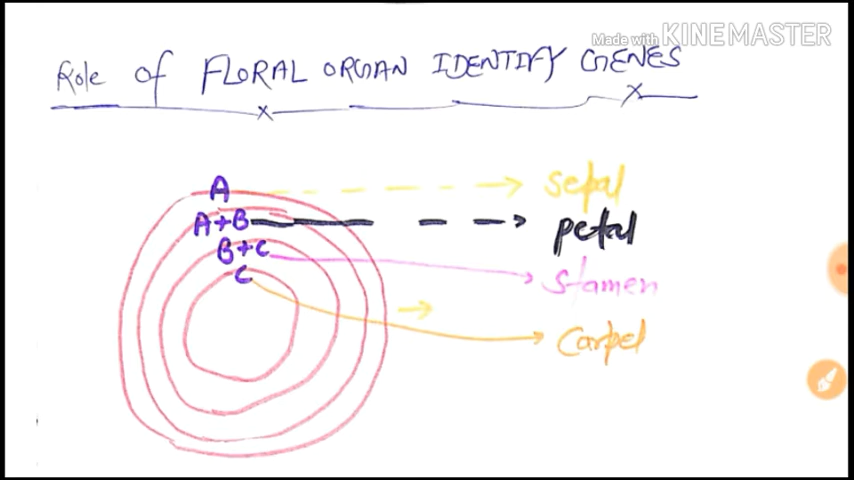 Made with KINEMASTER
Role of FLORAL ORGAN IDENTIFY GENES
A
sepal
A+B
petal
B+C
stamen
C
Carpel